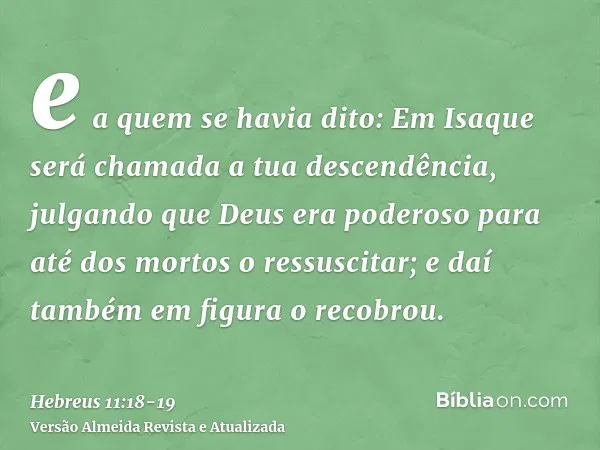 e a quem se havia dito: Em Isaque
será chamada a tua descendência,
julgando que Deus era poderoso para
até dos mortos o ressuscitar; e daí
também em figura o recobrou.
Hebreus 11:18-19
Versão Almeida Revista e Atualizada
Bíbliaon.com